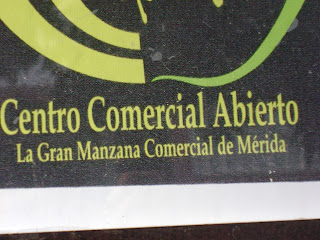 Centro Comercial Abierto
La Gran Manzana Comercial de Mérida